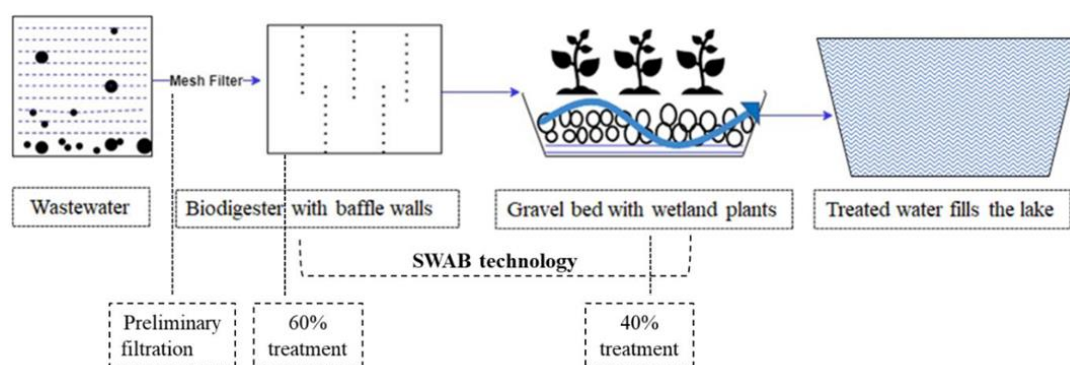 Mesh Filter
Wastewater
Biodigester with baffle walls
Gravel bed with wetland plants
Treated water fills the lake
SWAB technology
Preliminary
filtration
60%
treatment
40%
treatment